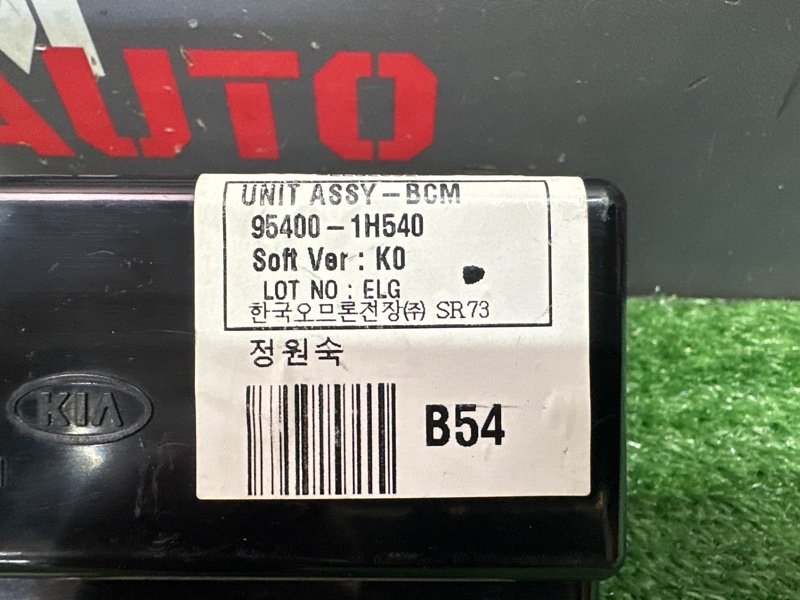 AUTO
UNIT ASSY-BCM
95400-1H540
Soft Ver : K0
LOT NO : ELG
한국오므론전장㈜ SR73
정원숙
KIA
B54